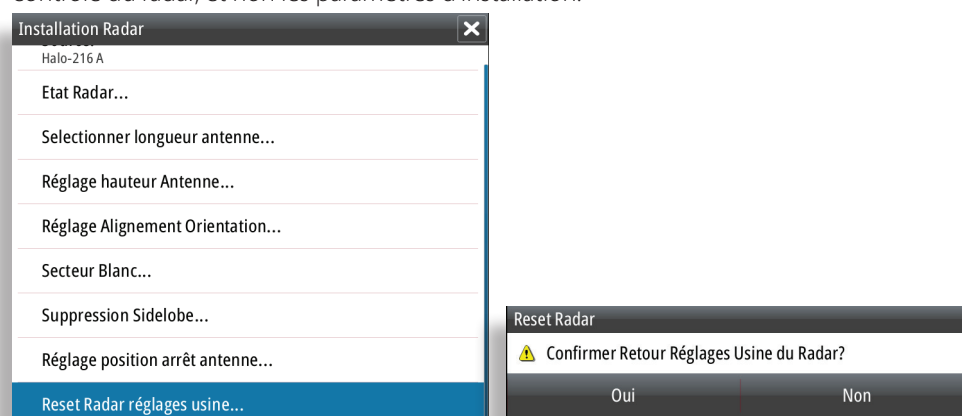 contrôle du radar, et non les paramètres d'installation.
Installation Radar
Halo-216 A
Etat Radar...
Selectionner longueur antenne...
Réglage hauteur Antenne...
Réglage Alignement Orientation...
Secteur Blanc...
Suppression Sidelobe...
Réglage position arrêt antenne...
Reset Radar réglages usine...
Reset Radar
Confirmer Retour Réglages Usine du Radar?
Oui Non